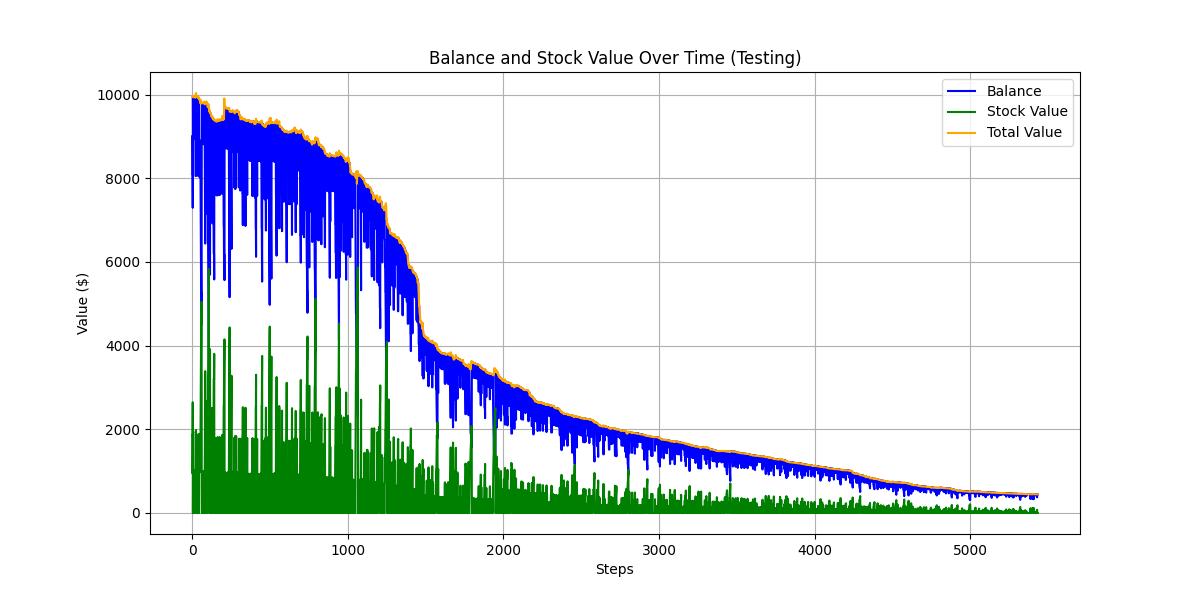 Balance and Stock Value Over Time (Testing)
Balance
Stock Value
Total Value
10000
8000
6000
4000
2000
0
Value ($)
0 1000 2000 3000 4000 5000
Steps